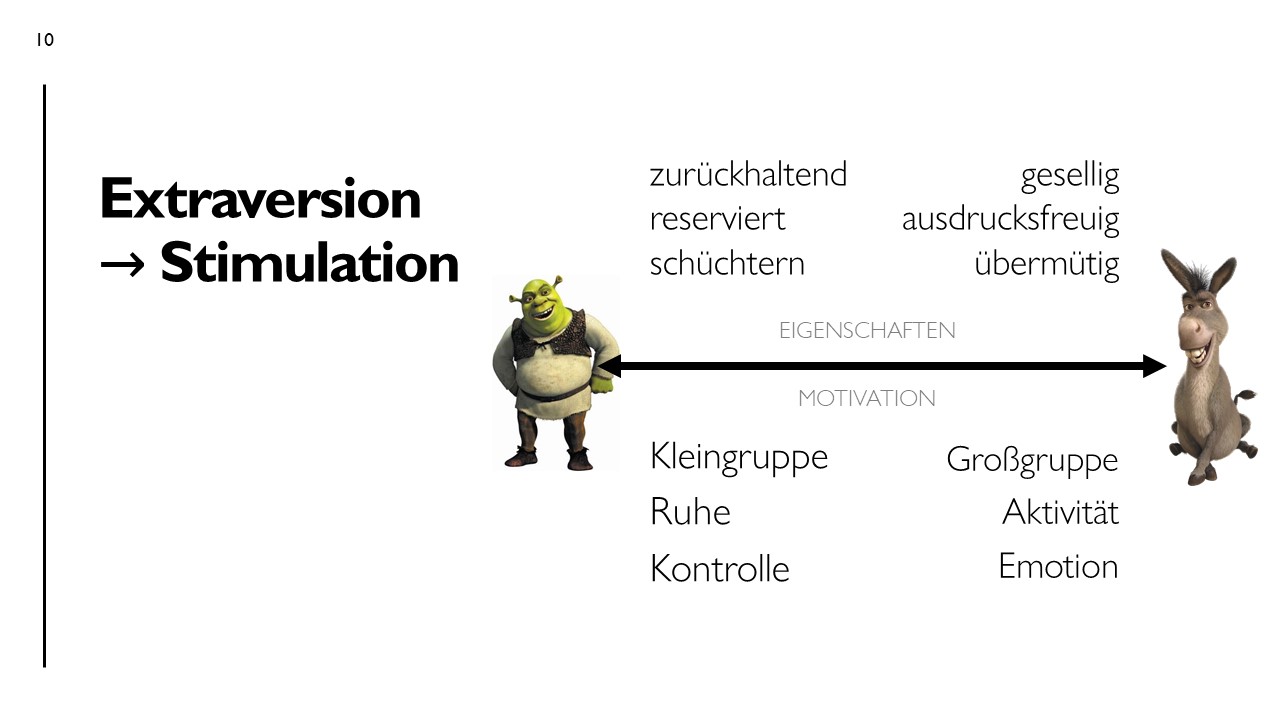 10
Extraversion
→ Stimulation
zurückhaltend
reserviert
schüchtern
gesellig
ausdrucksfreuig
übermütig
EIGENSCHAFTEN
MOTIVATION
Kleingruppe
Ruhe
Kontrolle
Großgruppe
Aktivität
Emotion